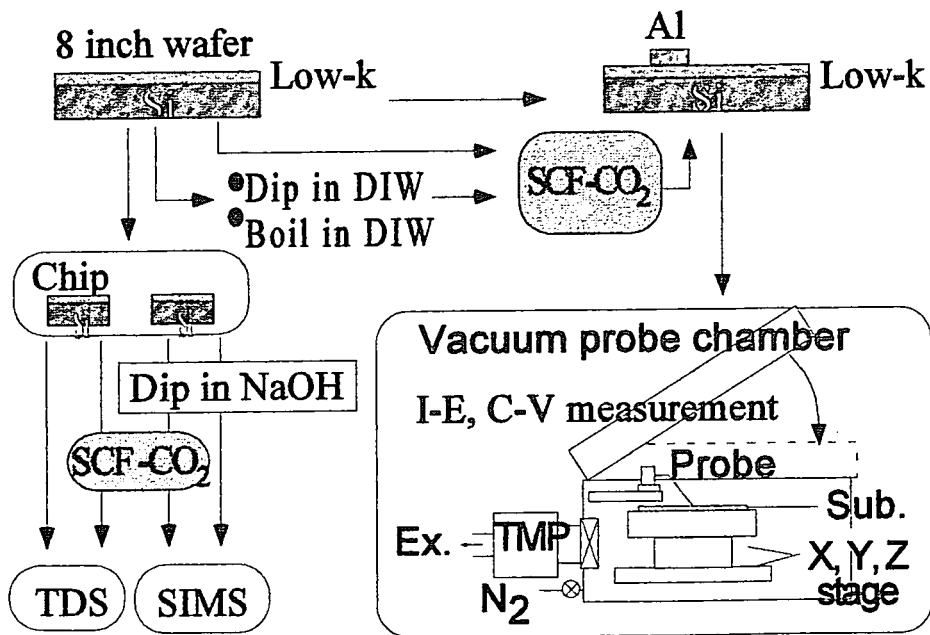 8 inch wafer
Low-k
Si
Al
Low-k
Si
●Dip in DIW
●Boil in DIW
SCF-CO2
Chip
Si
Si
Dip in NaOH
SCF-CO2
TDS
SIMS
Vacuum probe chamber
I-E, C-V measurement
Probe
Sub.
Ex.
TMP
X, Y, Z
stage
N2